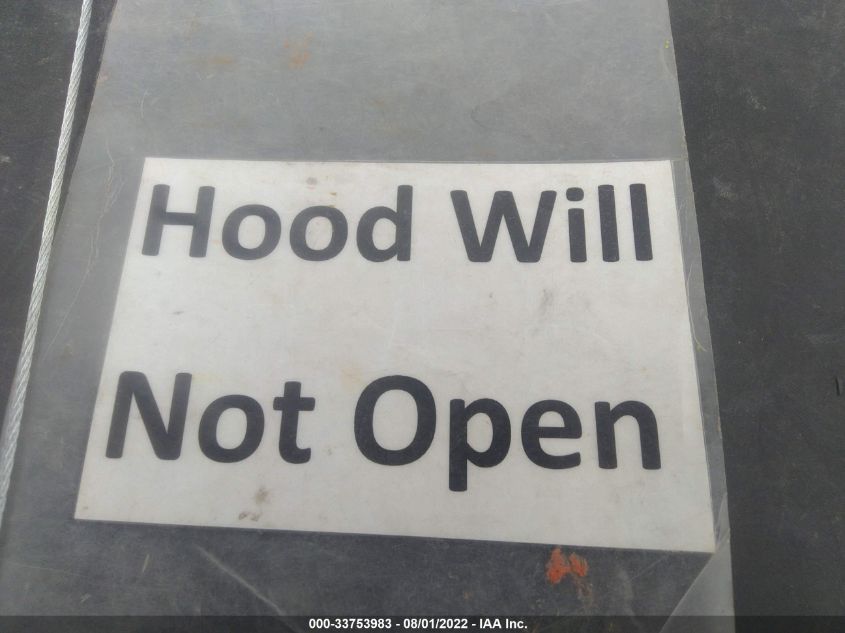 Hood Will
Not Open
000-33753983 - 08/01/2022 - IAA Inc.